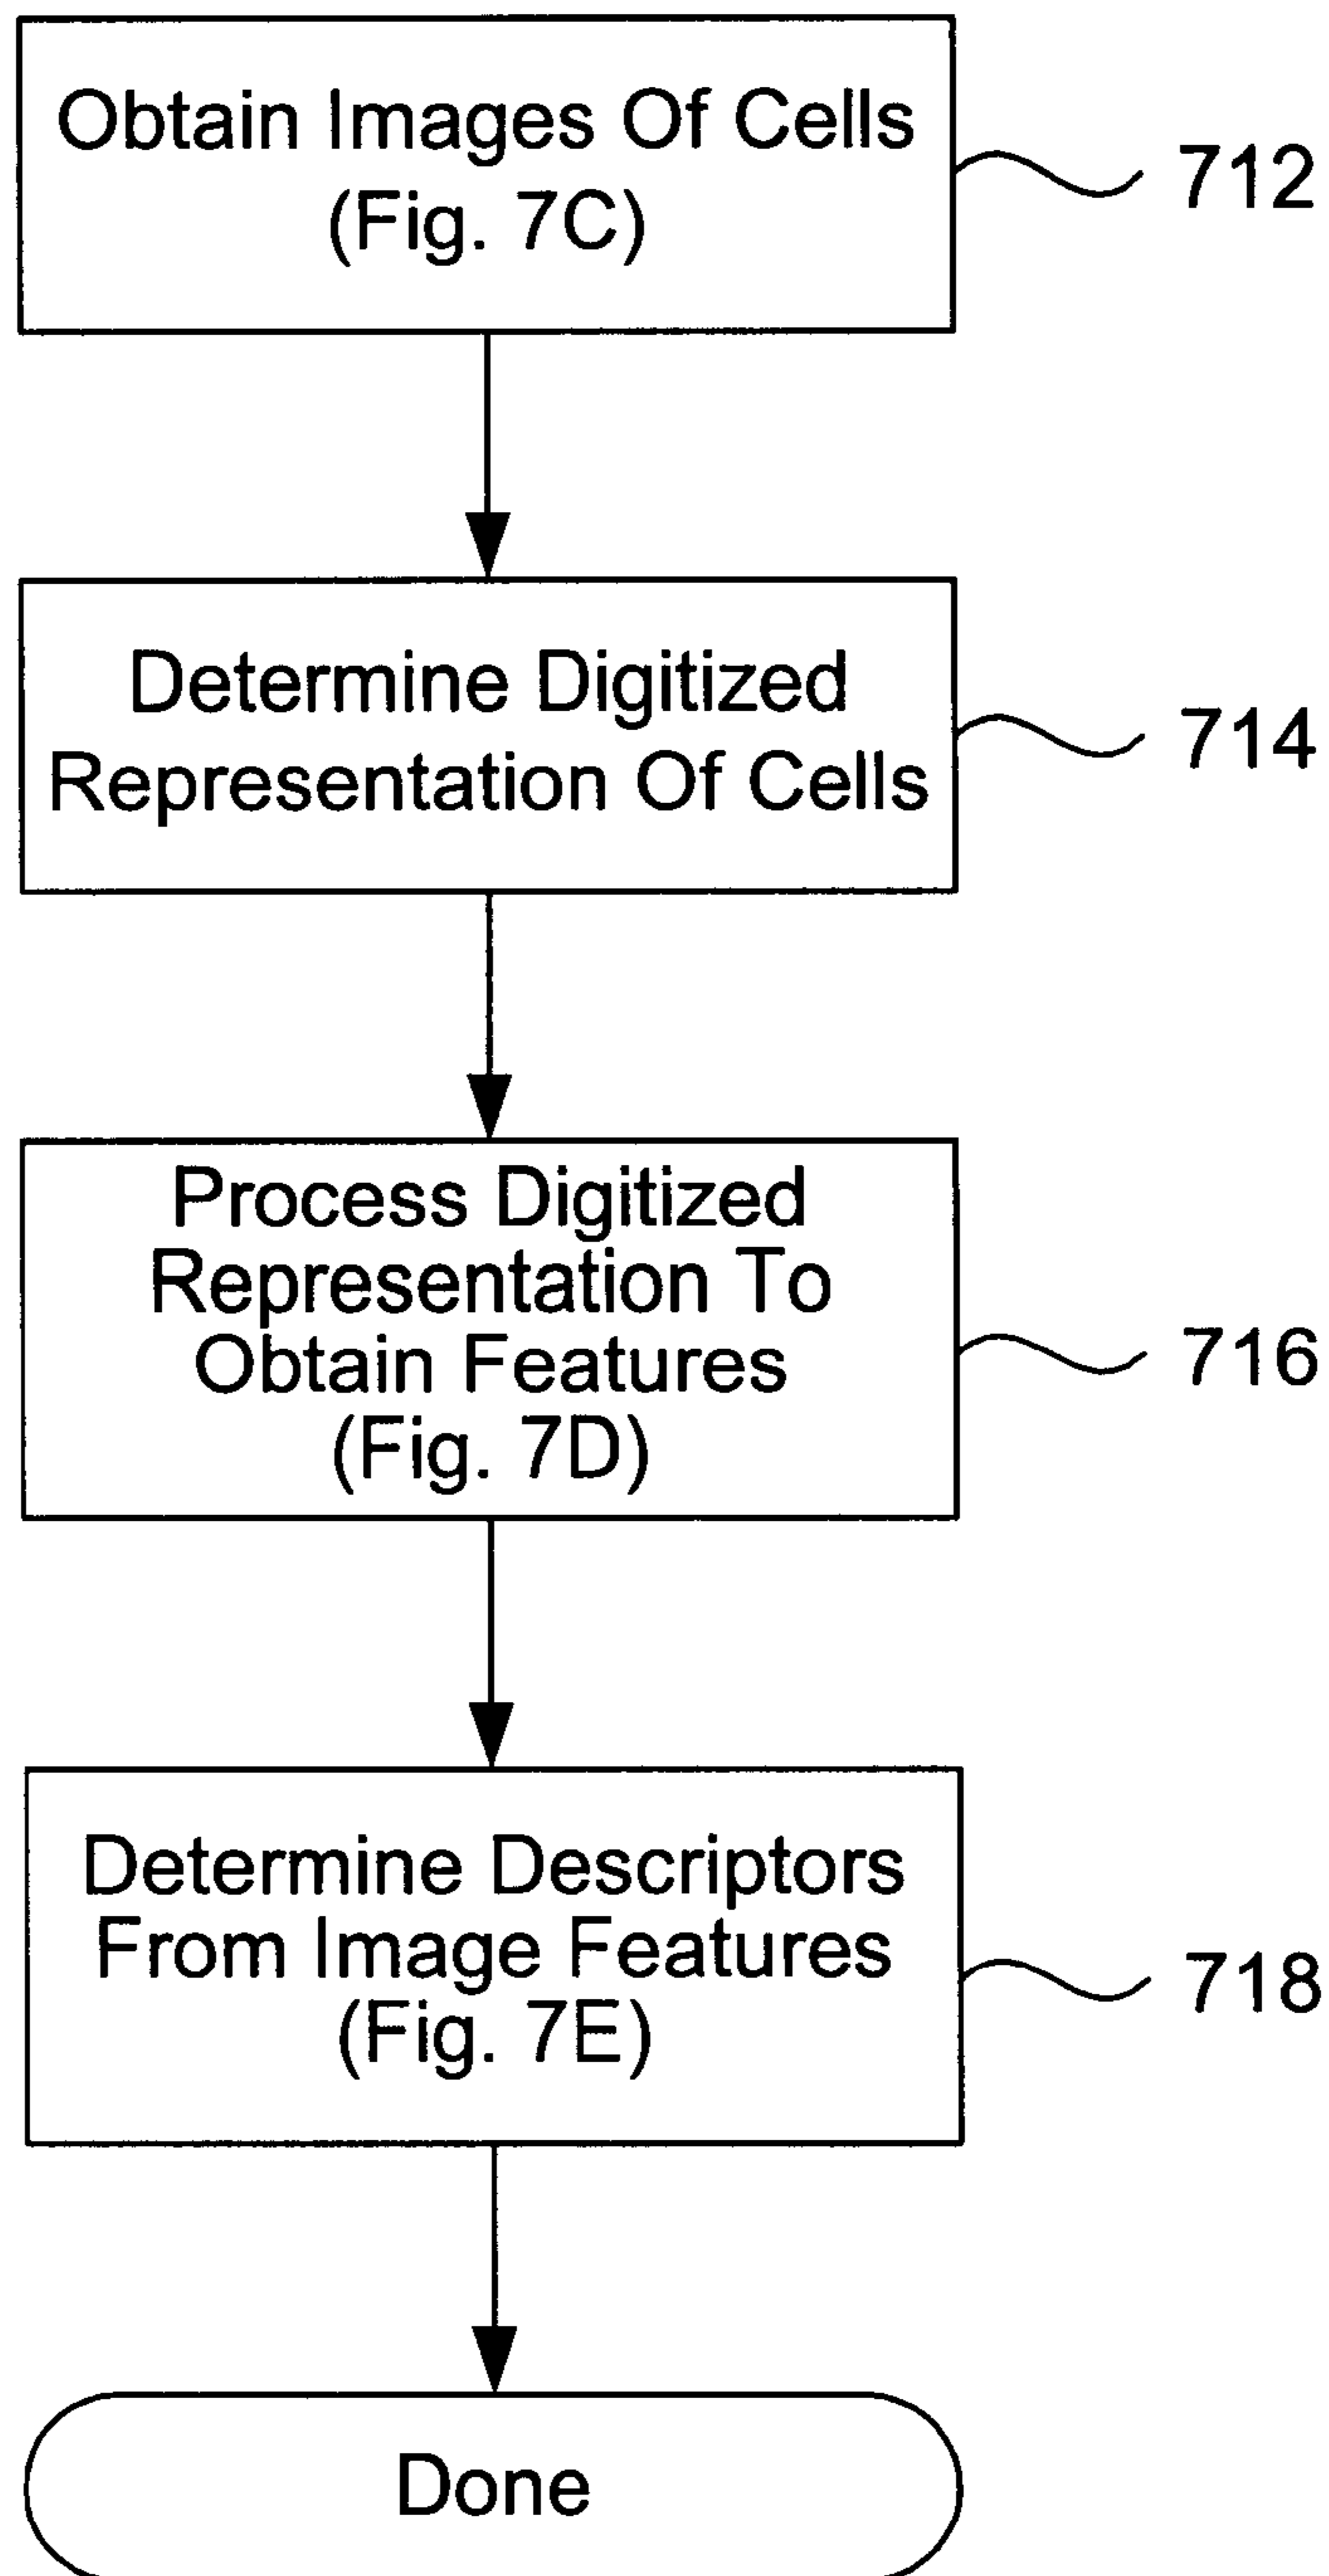 Obtain Images Of Cells
(Fig. 7C)
712
Determine Digitized
Representation Of Cells
714
Process Digitized
Representation To
Obtain Features
(Fig. 7D)
716
Determine Descriptors
From Image Features
(Fig. 7E)
718
Done